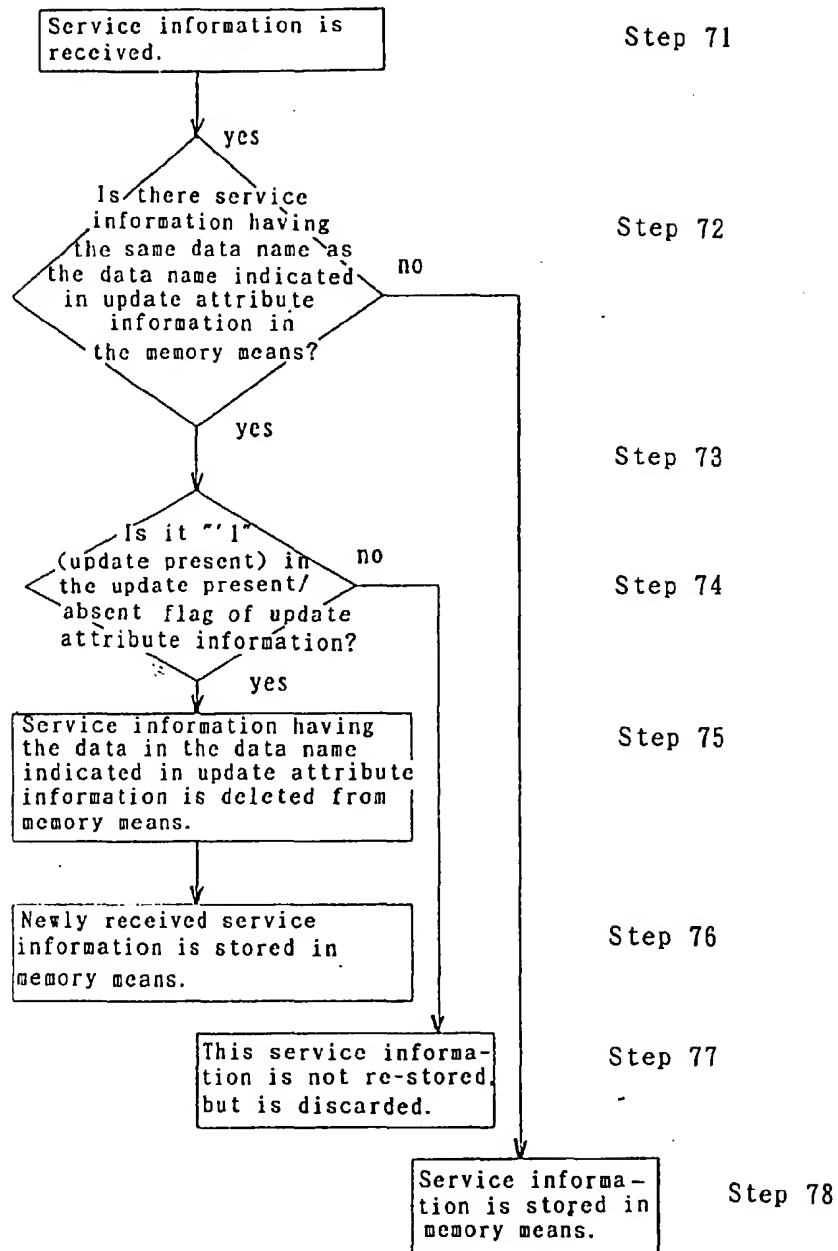 Service information is
received.
Step 71
yes
Is there service
information having
the same data name as
the data name indicated
in update attribute
information in
the memory means?
Step 72
no
yes
Step 73
Is it "'1"
(update present) in
the update present/
absent flag of update
attribute information?
no
Step 74
yes
Service information having
the data in the data name
indicated in update attribute
information is deleted from
memory means.
Step 75
Newly received service
information is stored in
memory means.
Step 76
This service informa-
tion is not re-stored,
but is discarded.
Step 77
Service informa-
tion is stored in
memory means.
Step 78